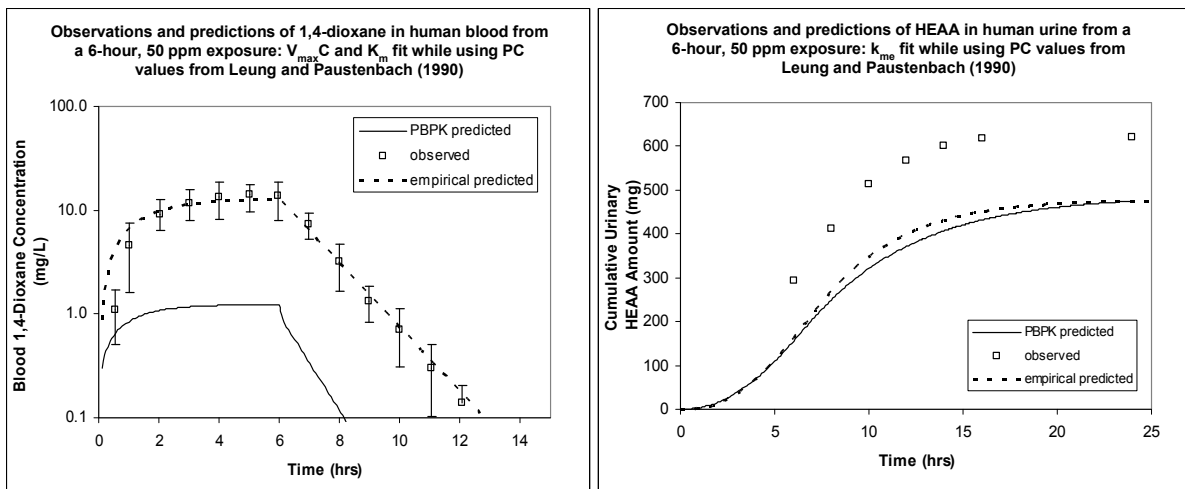 Observations and predictions of 1,4-dioxane in human blood from
a 6-hour, 50 ppm exposure: VmaxC and Km fit while using PC
values from Leung and Paustenbach (1990)
100.0
10.0
1.0
0.1
Blood 1,4-Dioxane Concentration
(mg/L)
PBPK predicted
observed
empirical predicted
0 2 4 6 8 10 12 14
Time (hrs)
Observations and predictions of HEAA in human urine from a
6-hour, 50 ppm exposure: kme fit while using PC values from
Leung and Paustenbach (1990)
700
600
500
400
300
200
100
0
Cumulative Urinary
HEAA Amount (mg)
PBPK predicted
observed
empirical predicted
0 5 10 15 20 25
Time (hrs)